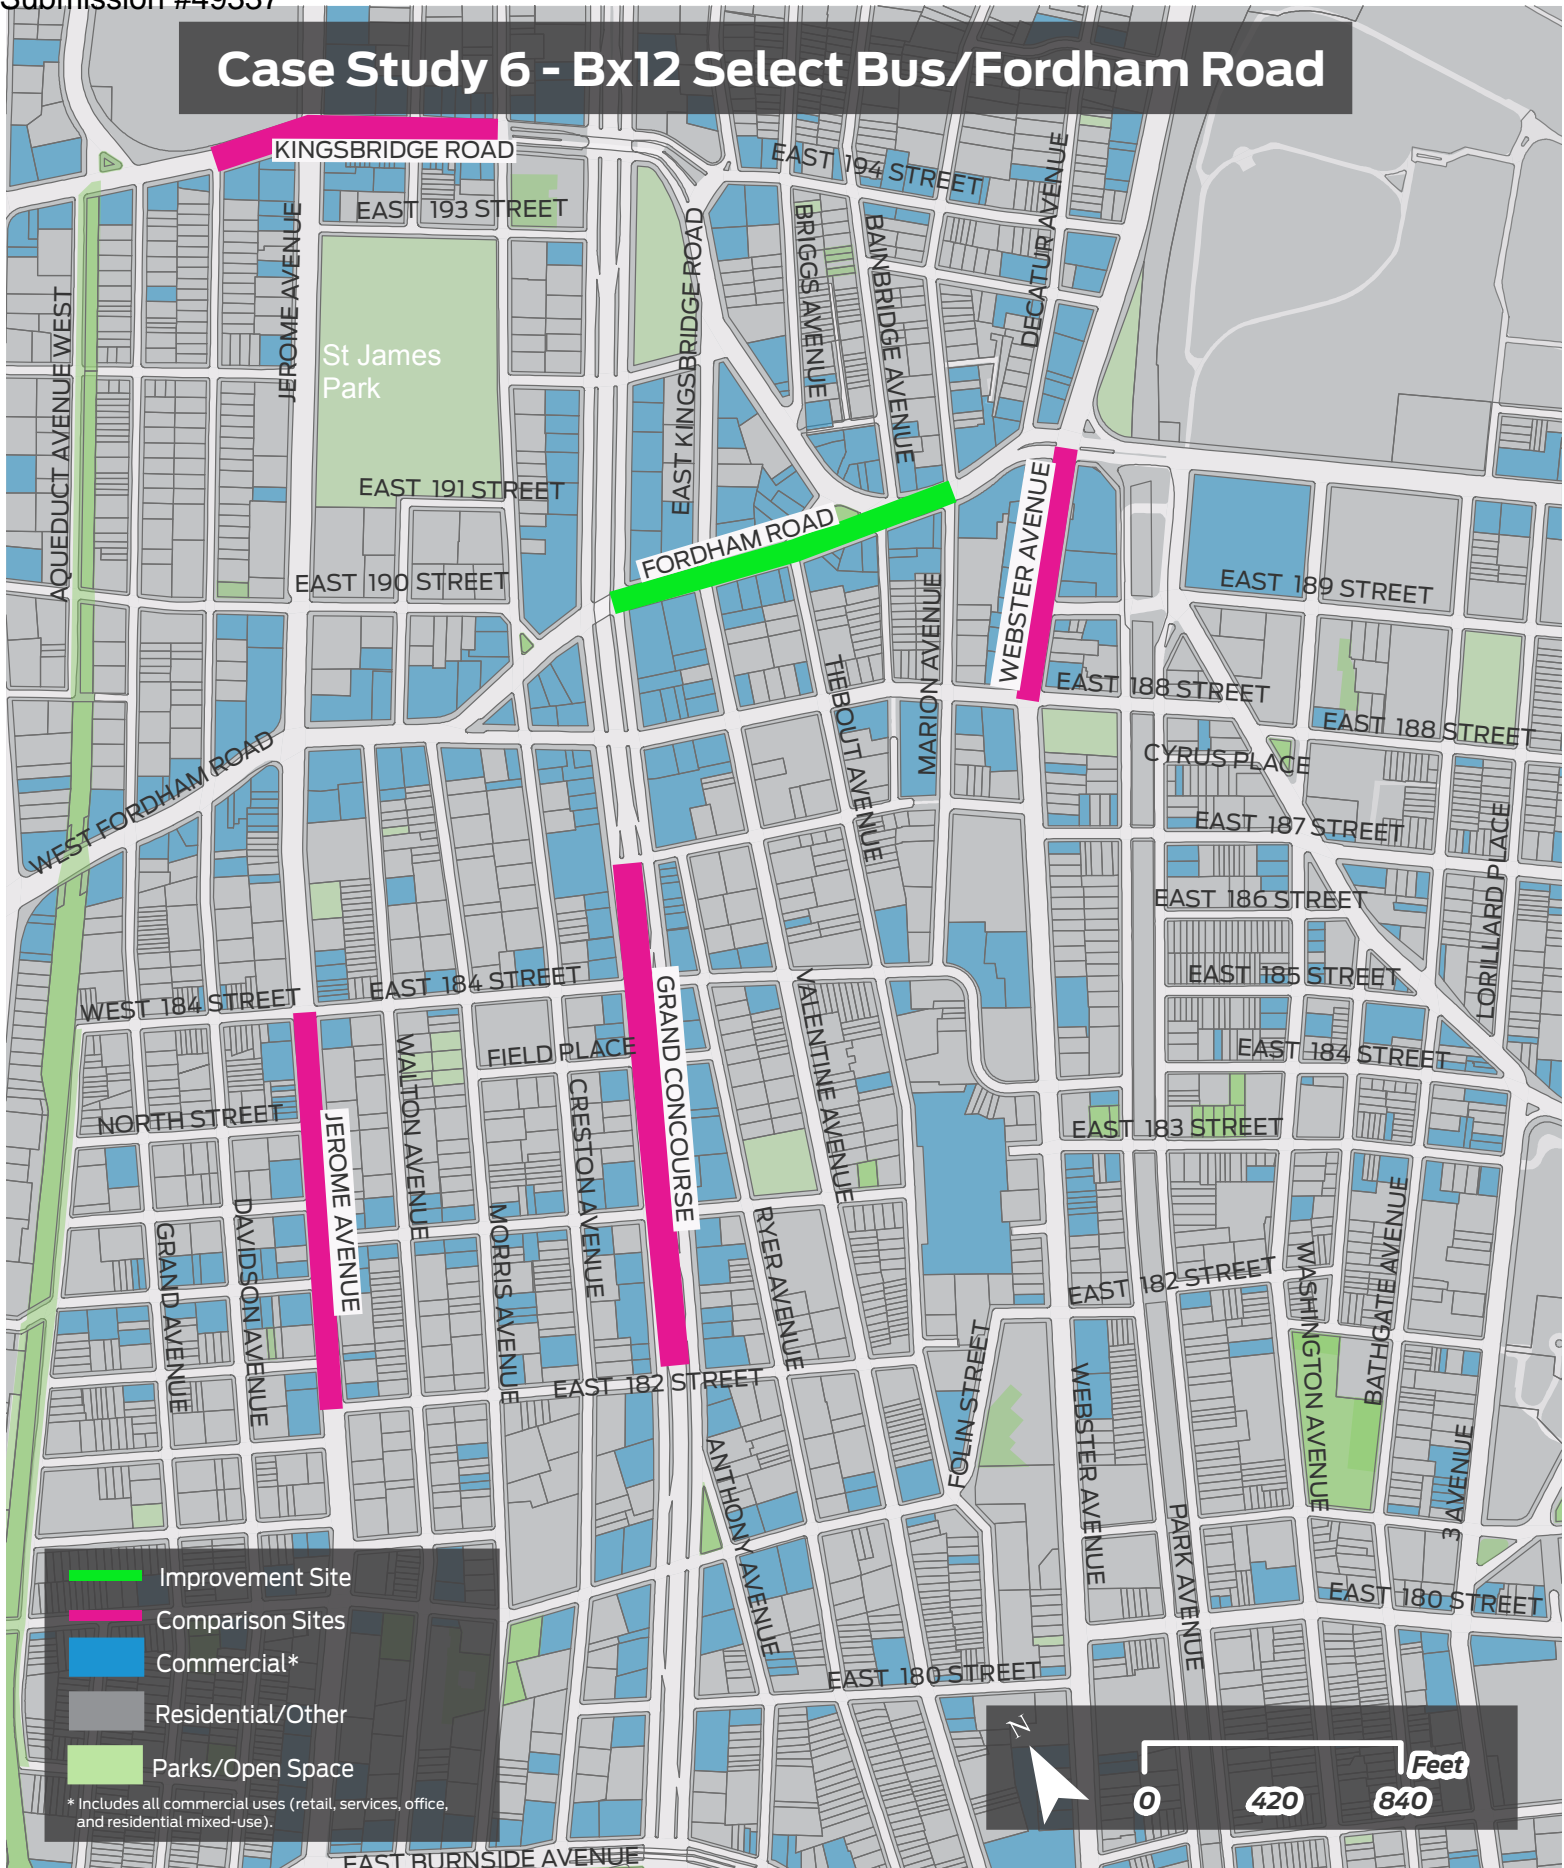 Submission #49337
Case Study 6 - Bx12 Select Bus/Fordham Road
KINGSBRIDGE ROAD
EAST 194 STREET
EAST 193 STREET
JEROME AVENUE
EAST KINGSBRIDGE ROAD
BRIGGS AVENUE
BAINBRIDGE AVENUE
DECATUR AVENUE
AQUEDUCT AVENUE WEST
St James
Park
EAST 191 STREET
FORDHAM ROAD
WEBSTER AVENUE
EAST 190 STREET
EAST 189 STREET
MARION AVENUE
TIEBOUT AVENUE
EAST 188 STREET
EAST 188 STREET
CYRUS PLACE
WEST FORDHAM ROAD
EAST 187 STREET
LORILLARD PLACE
EAST 186 STREET
EAST 185 STREET
WEST 184 STREET
EAST 184 STREET
GRAND CONCOURSE
VALENTINE AVENUE
FIELD PLACE
WALTON AVENUE
EAST 184 STREET
NORTH STREET
JEROME AVENUE
CRESTON AVENUE
EAST 183 STREET
DAVIDSON AVENUE
GRAND AVENUE
MORRIS AVENUE
RYER AVENUE
EAST 182 STREET
WASHINGTON AVENUE
BATHGATE AVENUE
EAST 182 STREET
FOLIN STREET
WEBSTER AVENUE
3 AVENUE
ANTHONY AVENUE
PARK AVENUE
EAST 180 STREET
EAST 180 STREET
Improvement Site
Comparison Sites
Commercial*
Residential/Other
Parks/Open Space
* Includes all commercial uses (retail, services, office,
and residential mixed-use).
N
Feet
0 420 840
EAST BURNSIDE AVENUE